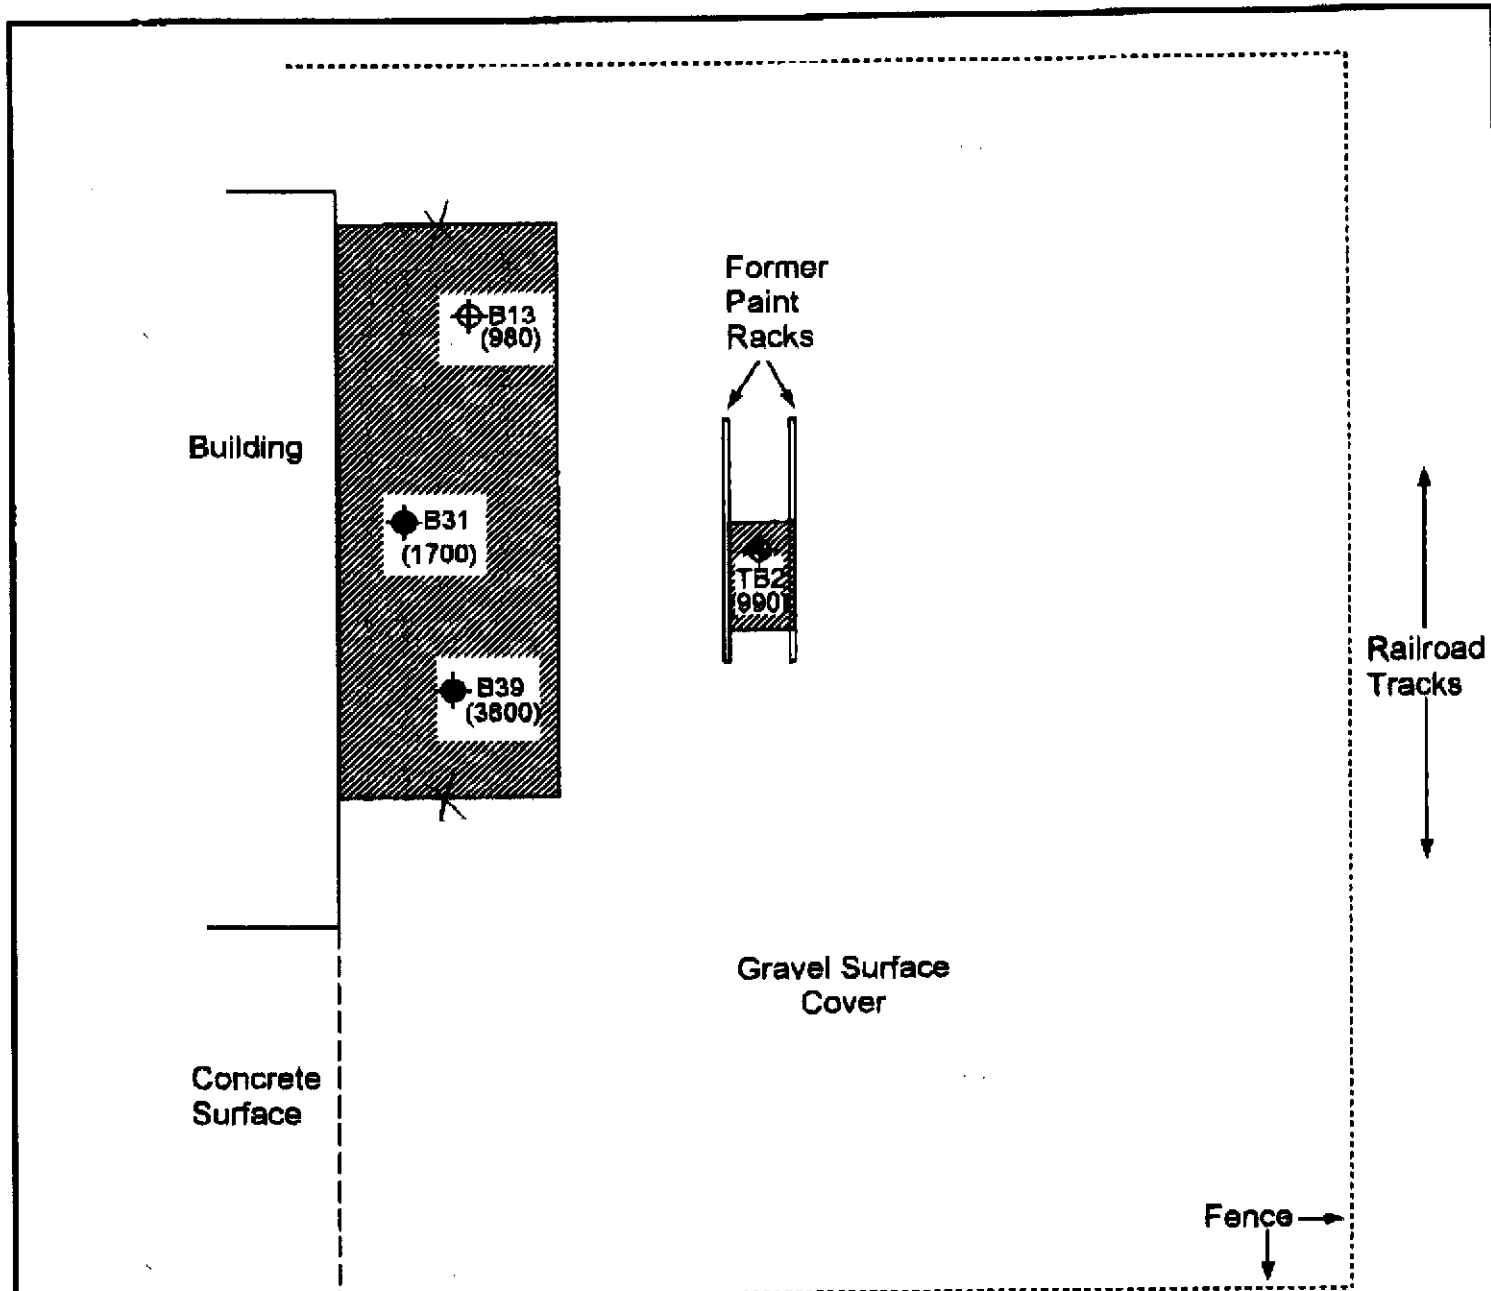 Former
Paint
Racks
B13
(980)
Building
B31
(1700)
TB2
(990)
B39
(3800)
Railroad
Tracks
Gravel Surface
Cover
Concrete
Surface
Fence